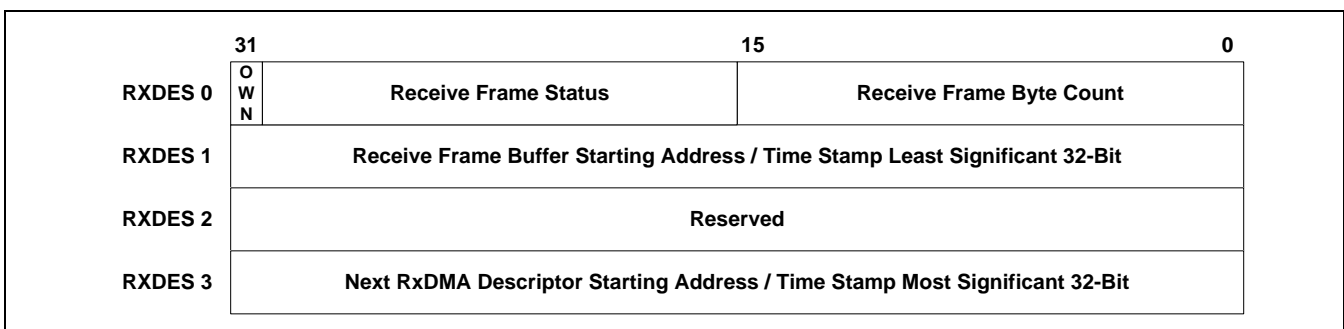 31 15 0
RXDES 0 O W N Receive Frame Status Receive Frame Byte Count
RXDES 1 Receive Frame Buffer Starting Address / Time Stamp Least Significant 32-Bit
RXDES 2 Reserved
RXDES 3 Next RxDMA Descriptor Starting Address / Time Stamp Most Significant 32-Bit